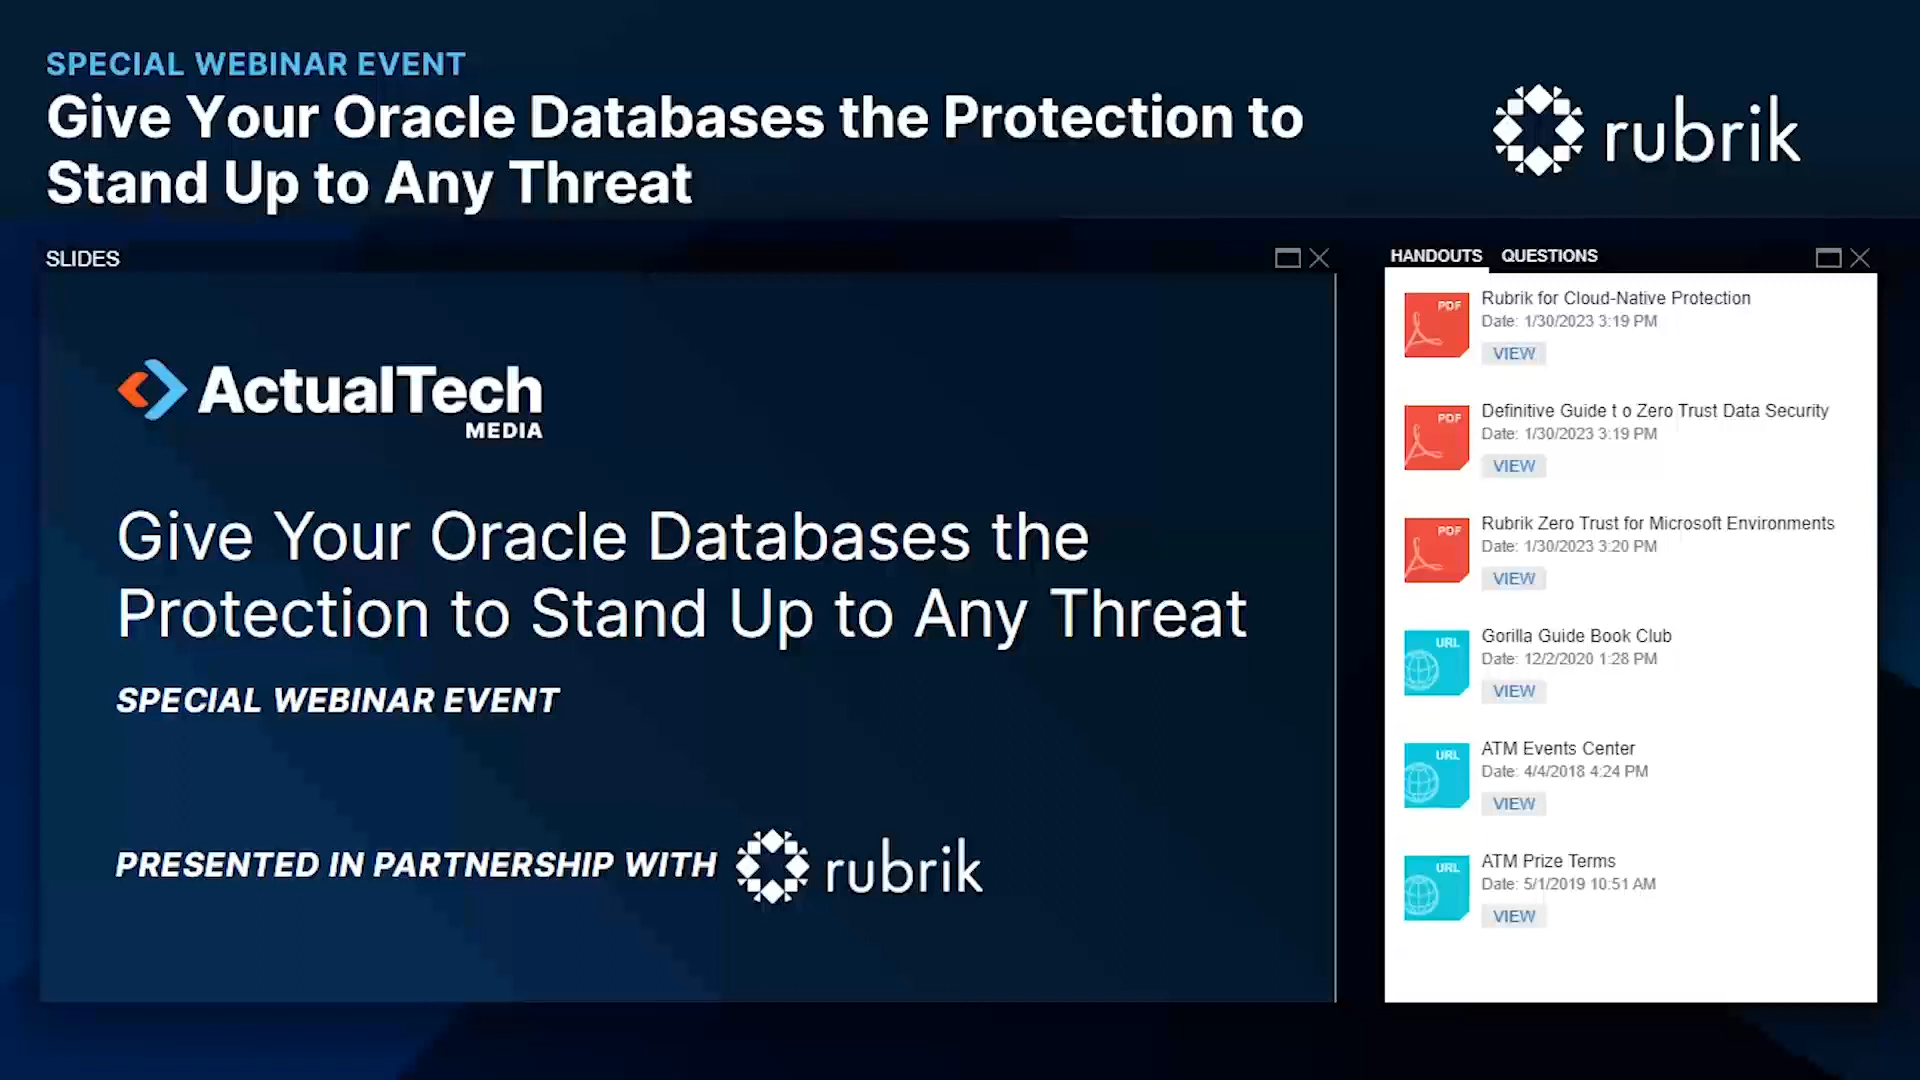 SPECIAL WEBINAR EVENT
Give Your Oracle Databases the Protection to
Stand Up to Any Threat
rubrik
SLIDES
ActualTech
MEDIA
Give Your Oracle Databases the
Protection to Stand Up to Any Threat
SPECIAL WEBINAR EVENT
PRESENTED IN PARTNERSHIP WITH rubrik
HANDOUTS QUESTIONS
PDF
Rubrik for Cloud-Native Protection
Date: 1/30/2023 3:19 PM
VIEW
PDF
Definitive Guide t o Zero Trust Data Security
Date: 1/30/2023 3:19 PM
VIEW
PDF
Rubrik Zero Trust for Microsoft Environments
Date: 1/30/2023 3:20 PM
VIEW
URL
Gorilla Guide Book Club
Date: 12/2/2020 1:28 PM
VIEW
URL
ATM Events Center
Date: 4/4/2018 4:24 PM
VIEW
URL
ATM Prize Terms
Date: 5/1/2019 10:51 AM
VIEW